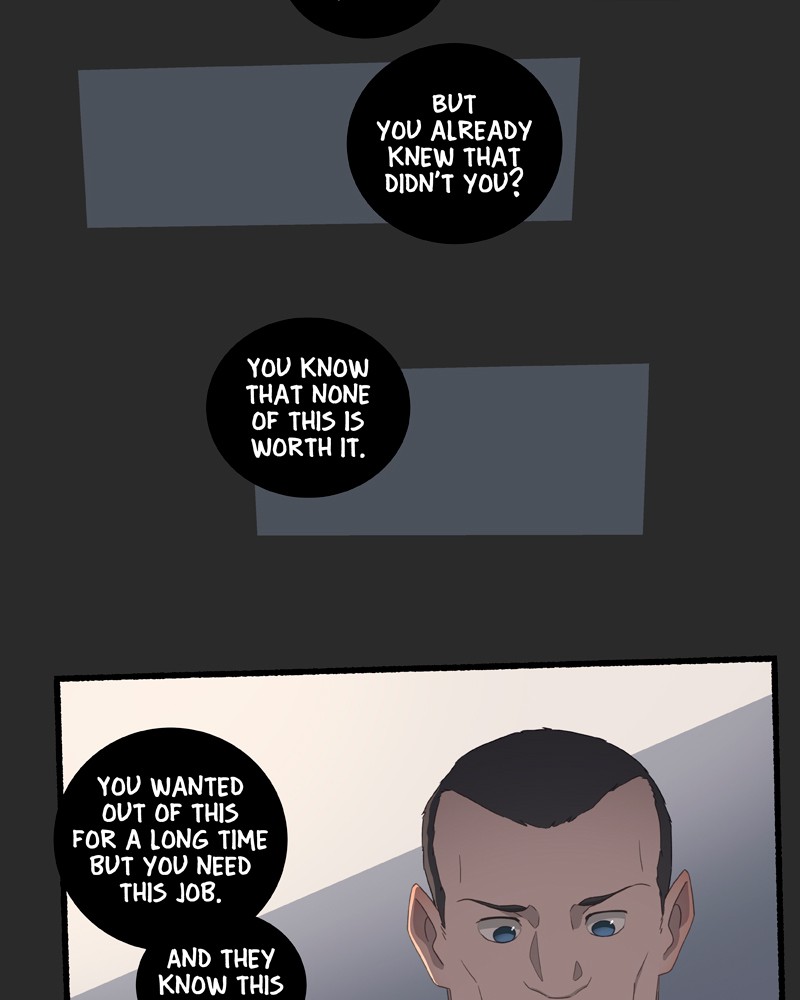 BUT
YOU ALREADY
KNEW THAT
DIDN'T YOU?
YOU KNOW
THAT NONE
OF THIS IS
WORTH IT.
YOU WANTED
OUT OF THIS
FOR A LONG TIME
BUT YOU NEED
THIS JOB.
AND THEY
KNOW THIS